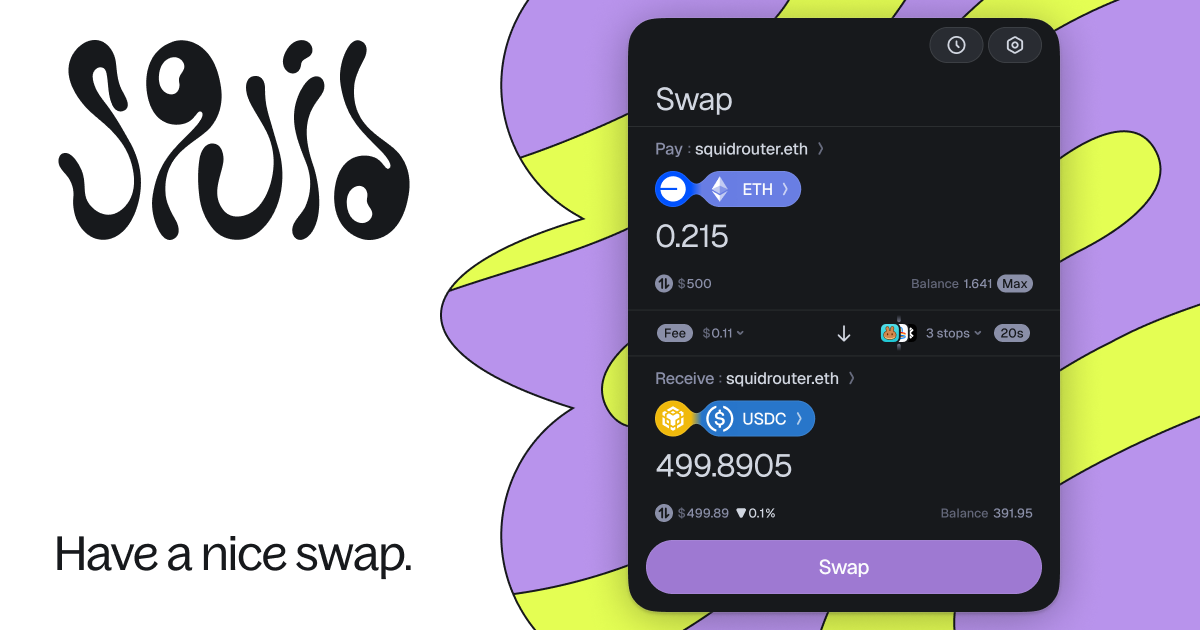 squid
Have a nice swap.
Swap
Pay : squidrouter.eth 〉
ETH 〉
0.215
$500
Balance 1.641 Max
Fee $0.11
3 stops 20s
Receive : squidrouter.eth 〉
USDC 〉
499.8905
$499.89 ▼0.1%
Balance 391.95
Swap